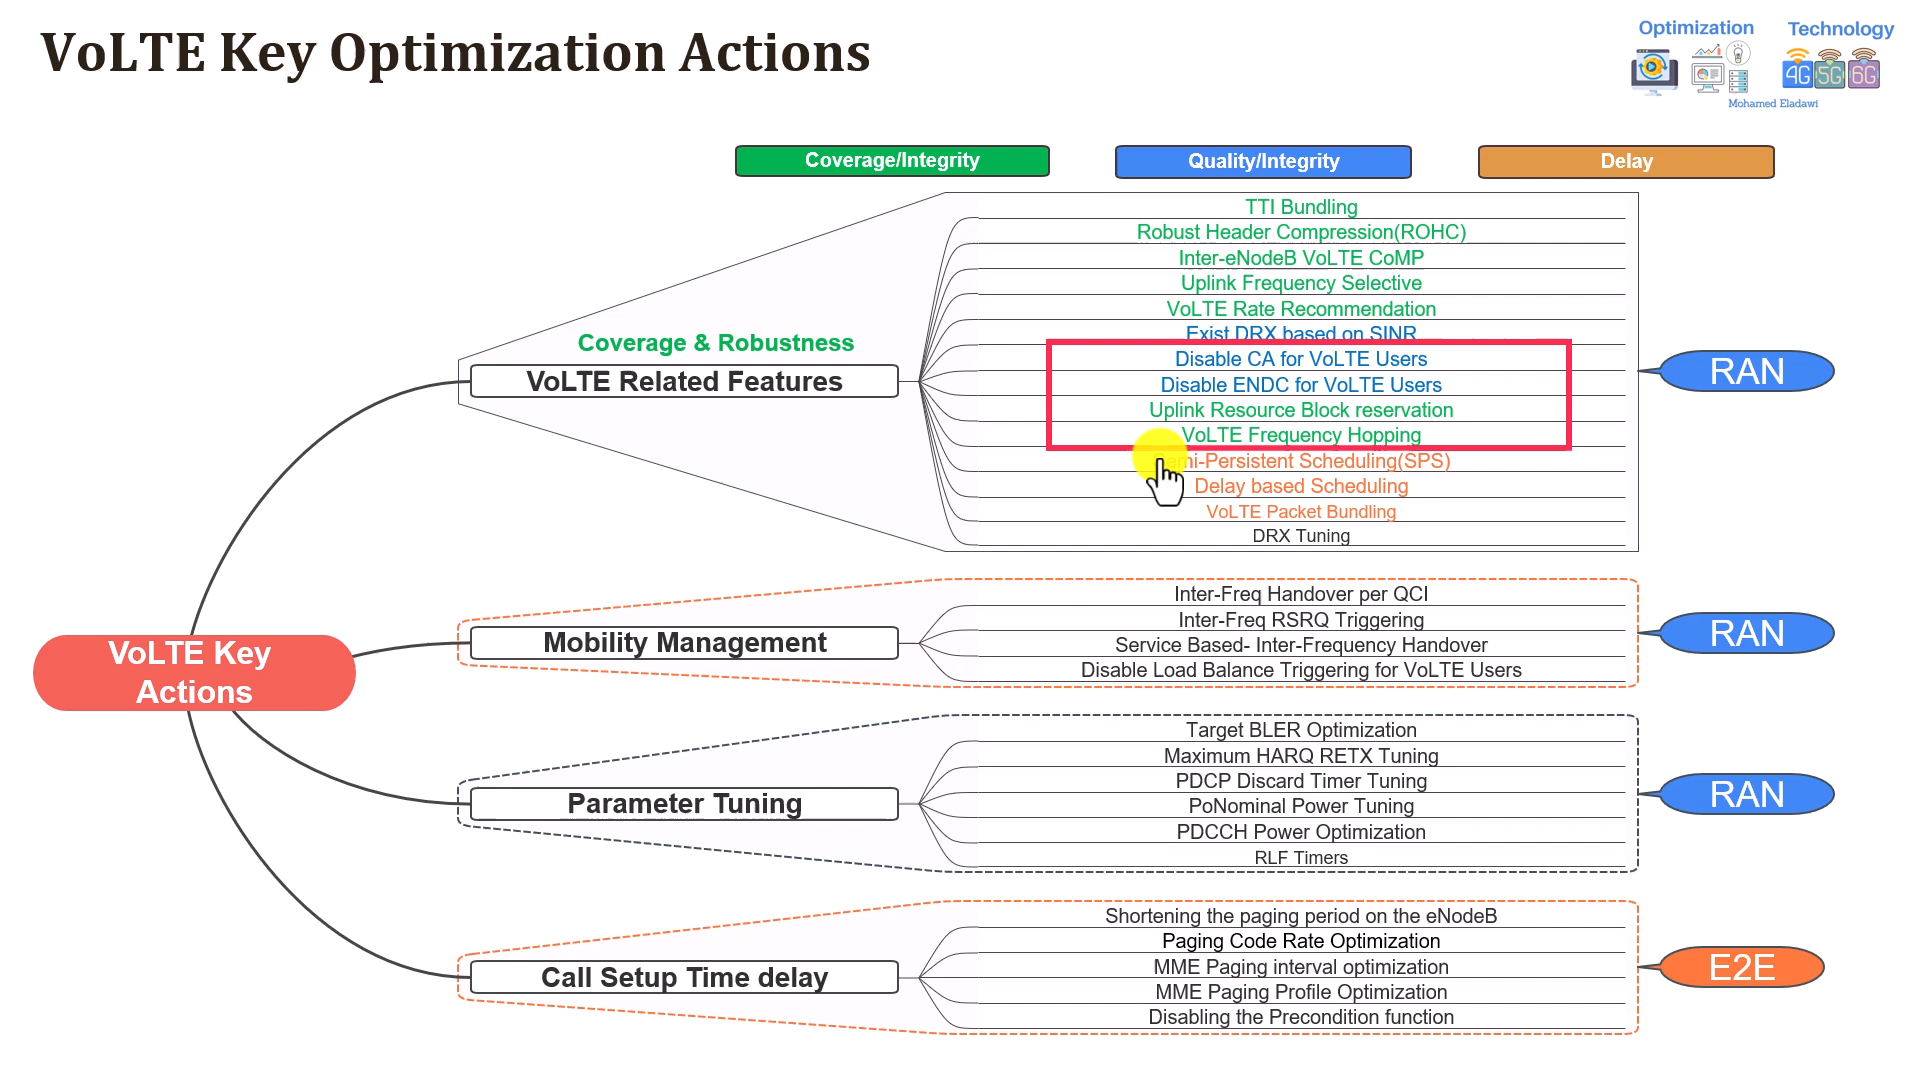 VoLTE Key Optimization Actions
Optimization
Technology
4G 5G 6G
Mohamed Eladawi
Coverage/Integrity
Quality/Integrity
Delay
TTI Bundling
Robust Header Compression(ROHC)
Inter-eNodeB VoLTE CoMP
Uplink Frequency Selective
VoLTE Rate Recommendation
Exist DRX based on SINR
Disable CA for VoLTE Users
Disable ENDC for VoLTE Users
Uplink Resource Block reservation
VoLTE Frequency Hopping
Semi-Persistent Scheduling(SPS)
Delay based Scheduling
VoLTE Packet Bundling
DRX Tuning
Coverage & Robustness
VoLTE Related Features
RAN
Inter-Freq Handover per QCI
Inter-Freq RSRQ Triggering
Service Based- Inter-Frequency Handover
Disable Load Balance Triggering for VoLTE Users
Mobility Management
RAN
VoLTE Key
Actions
Target BLER Optimization
Maximum HARQ RETX Tuning
PDCP Discard Timer Tuning
PoNominal Power Tuning
PDCCH Power Optimization
RLF Timers
Parameter Tuning
RAN
Shortening the paging period on the eNodeB
Paging Code Rate Optimization
MME Paging interval optimization
MME Paging Profile Optimization
Disabling the Precondition function
Call Setup Time delay
E2E